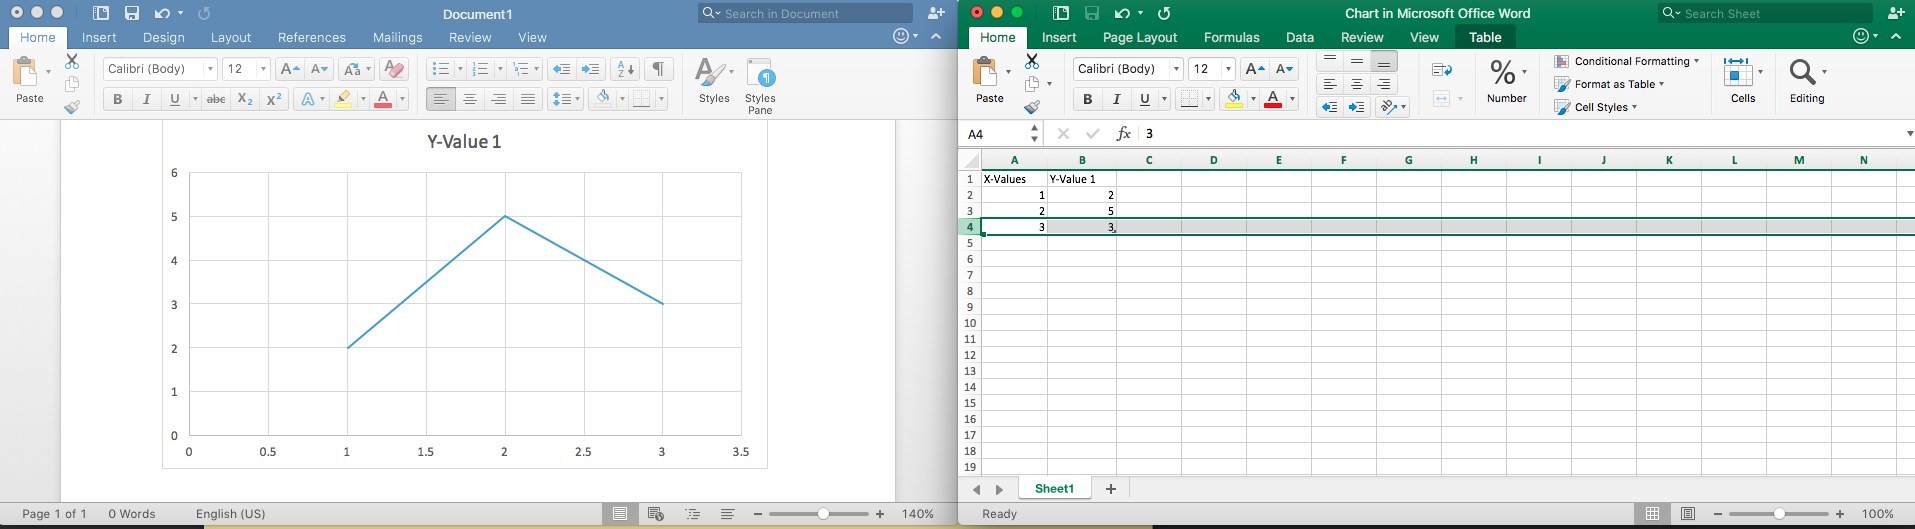 Document1
Search in Document
Home Insert Design Layout References Mailings Review View
Paste
Calibri (Body) 12 A A Aa A
B I U abc X2 X2 A A
A Z
¶
Styles
Styles Pane
Y-Value 1
6
5
4
3
2
1
0
0 0.5 1 1.5 2 2.5 3 3.5
Page 1 of 1 0 Words English (US) 140%
Chart in Microsoft Office Word
Search Sheet
Home Insert Page Layout Formulas Data Review View Table
Paste
Calibri (Body) 12 A A
B I U A
ab
%
Number
Conditional Formatting
Format as Table
Cell Styles
Cells
Editing
A4 fx 3
A B C D E F G H I J K L M N
1 X-Values Y-Value 1
2 1 2
3 2 5
4 3 3
5
6
7
8
9
10
11
12
13
14
15
16
17
18
19
Sheet1
Ready 100%